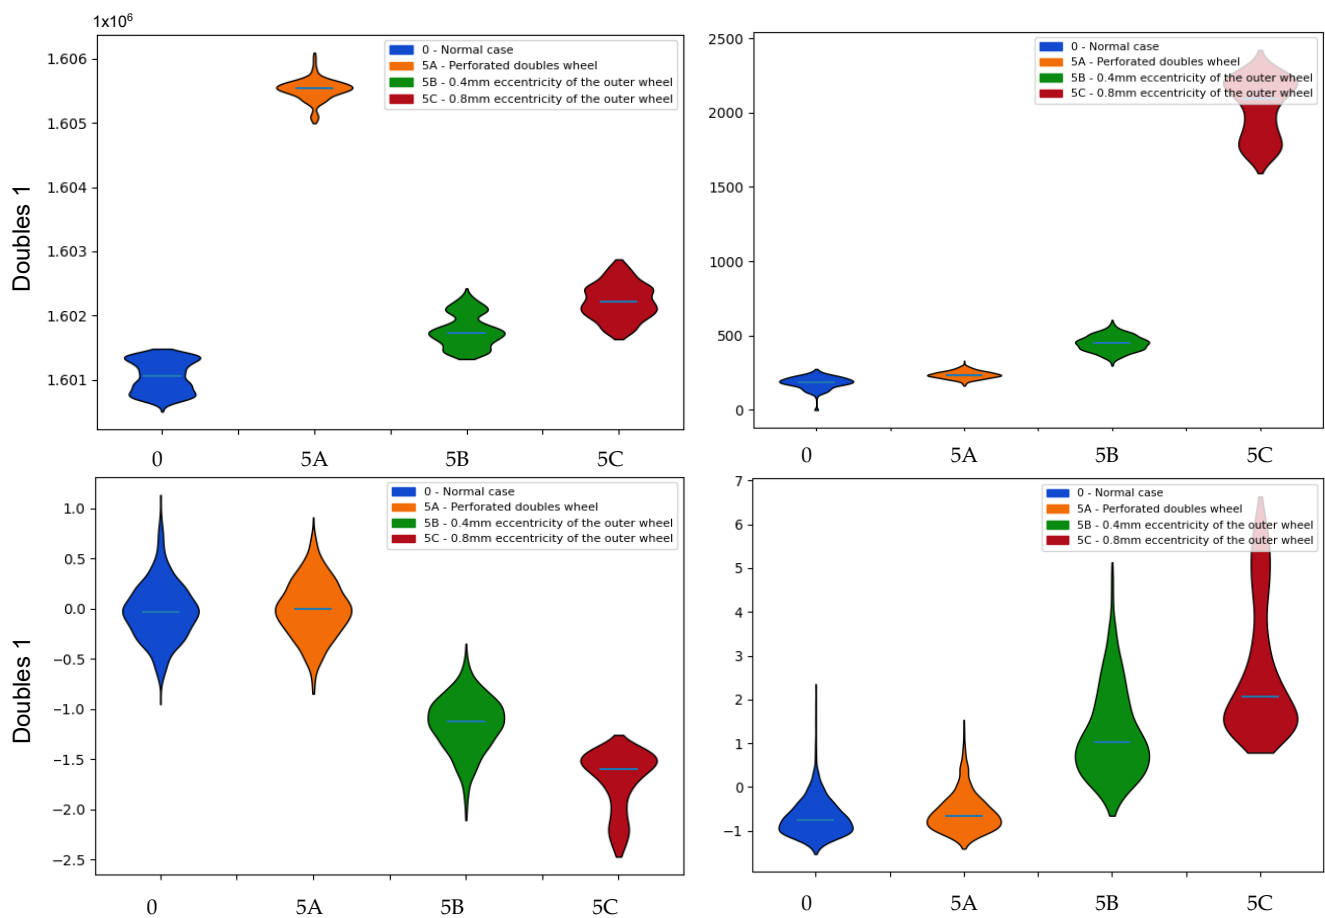 1x10⁶
0 - Normal case
5A - Perforated doubles wheel
5B - 0.4mm eccentricity of the outer wheel
5C - 0.8mm eccentricity of the outer wheel
1.606
1.605
1.604
1.603
1.602
1.601
Doubles 1
0 5A 5B 5C
0 - Normal case
5A - Perforated doubles wheel
5B - 0.4mm eccentricity of the outer wheel
5C - 0.8mm eccentricity of the outer wheel
2500
2000
1500
1000
500
0
0 5A 5B 5C
0 - Normal case
5A - Perforated doubles wheel
5B - 0.4mm eccentricity of the outer wheel
5C - 0.8mm eccentricity of the outer wheel
1.0
0.5
0.0
−0.5
−1.0
−1.5
−2.0
−2.5
Doubles 1
0 5A 5B 5C
0 - Normal case
5A - Perforated doubles wheel
5B - 0.4mm eccentricity of the outer wheel
5C - 0.8mm eccentricity of the outer wheel
7
6
5
4
3
2
1
0
−1
0 5A 5B 5C